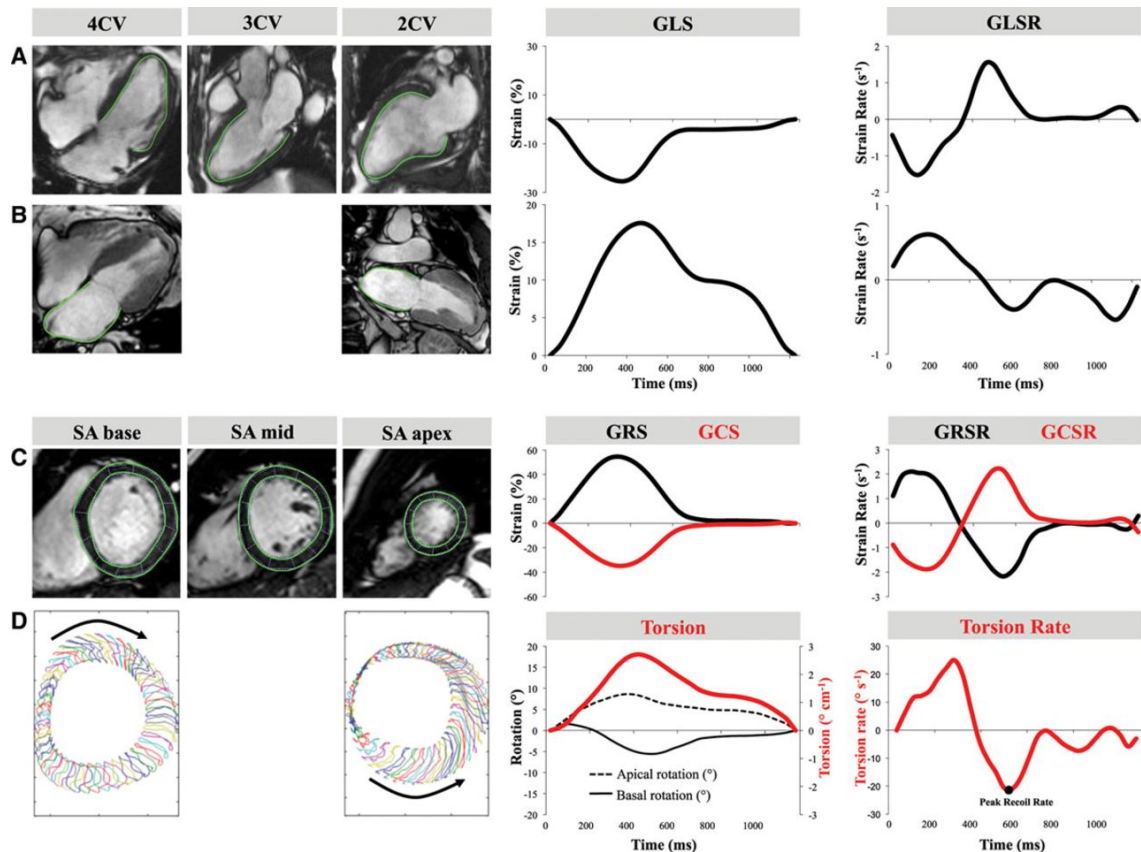 4CV 3CV 2CV GLS GLSR
A
30
20
10
0
-10
-20
-30
Strain (%)
2
1
0
-1
-2
Strain Rate (s-1)
B
20
15
10
5
0
Strain (%)
0 200 400 600 800 1000
Time (ms)
1
0
-1
Strain Rate (s-1)
0 200 400 600 800 1000
Time (ms)
SA base SA mid SA apex GRS GCS GRSR GCSR
C
60
40
20
0
-20
-40
-60
Strain (%)
3
2
1
0
-1
-2
-3
Strain Rate (s-1)
D
Torsion Torsion Rate
20
15
10
5
0
-5
-10
-15
-20
Rotation (°)
3
2
1
0
-1
-2
-3
Torsion (° cm-1)
Apical rotation (°)
Basal rotation (°)
0 200 400 600 800 1000
Time (ms)
30
20
10
0
-10
-20
-30
Torsion rate (° s-1)
Peak Recoil Rate
0 200 400 600 800 1000
Time (ms)